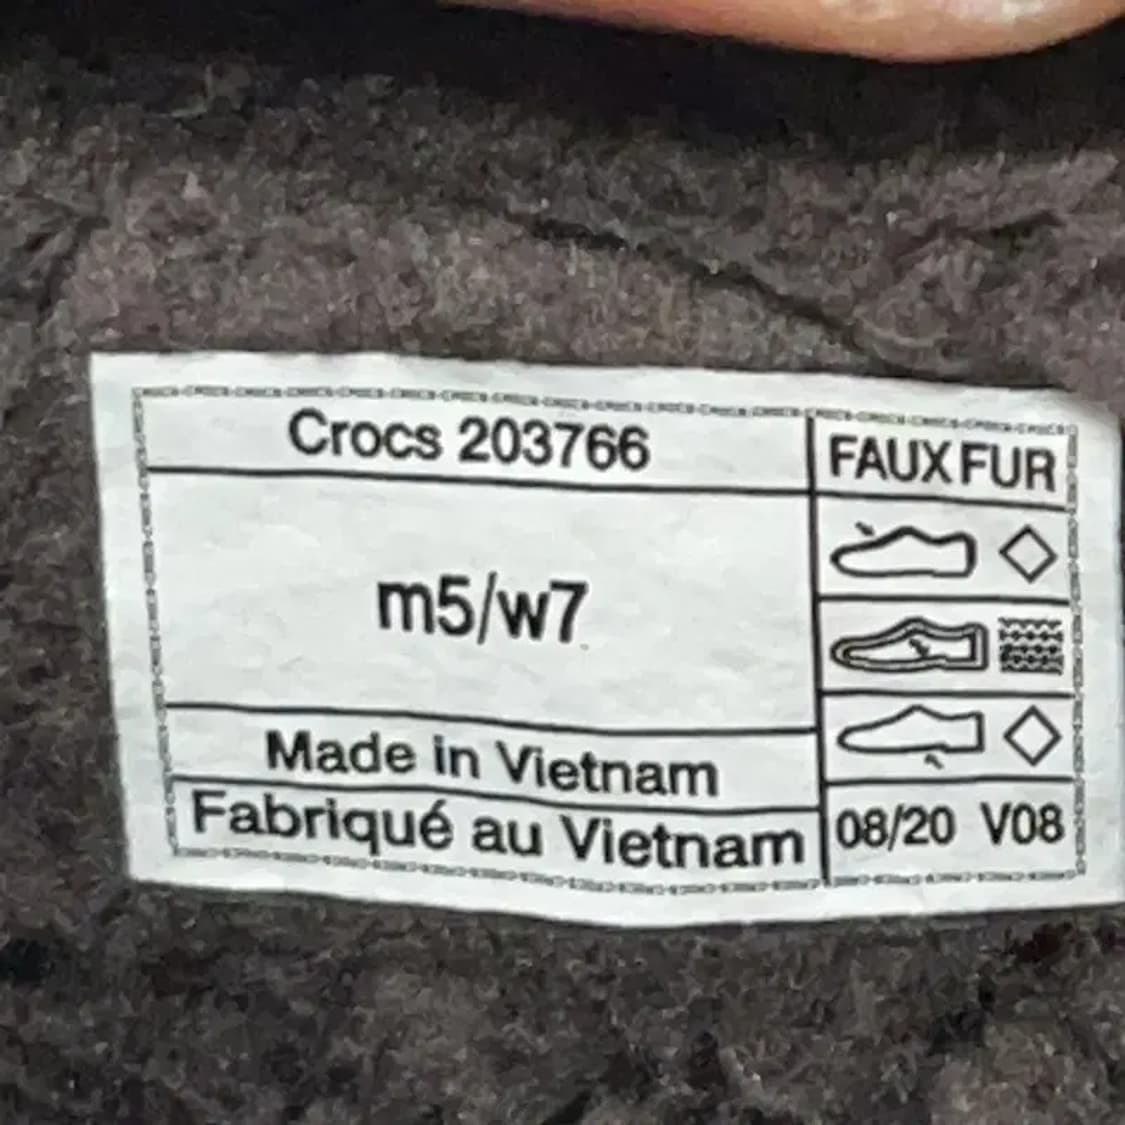 Crocs 203766
FAUX FUR
m5/w7
Made in Vietnam
Fabriqué au Vietnam
08/20 V08